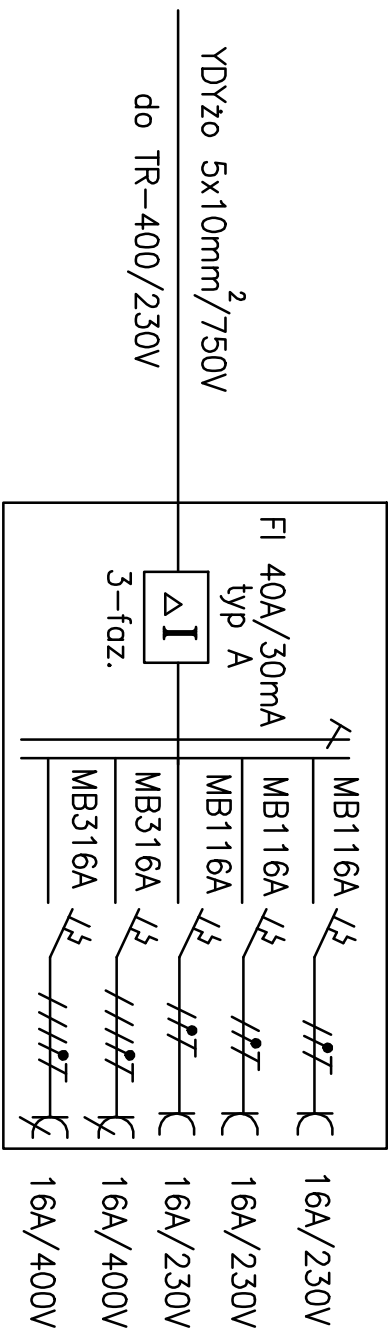 YDYżo 5x10mm²/750V
do TR-400/230V
FI 40A/30mA
typ A
ΔI
3-faz.
MB116A
MB116A
MB116A
MB316A
MB316A
16A/230V
16A/230V
16A/230V
16A/400V
16A/400V